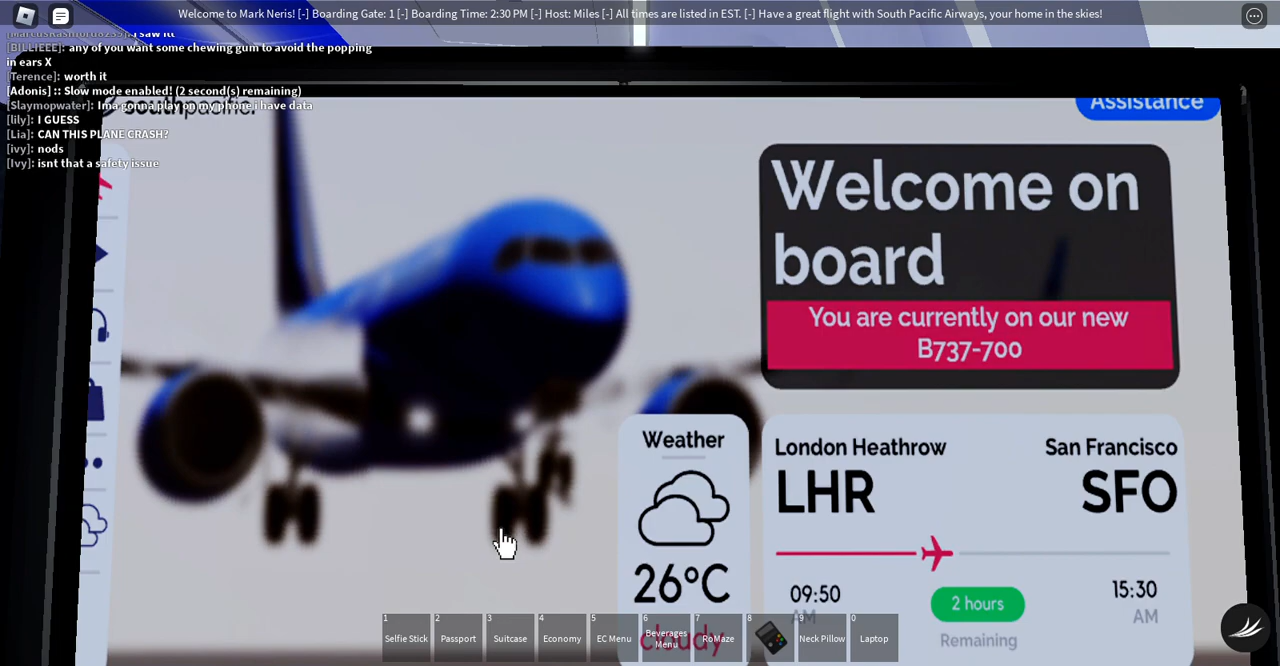 Welcome to Mark Neris! [-] Boarding Gate: 1 [-] Boarding Time: 2:30 PM [-] Host: Miles [-] All times are listed in EST. [-] Have a great flight with South Pacific Airways, your home in the skies!
i saw it
[BILLIEEE]: any of you want some chewing gum to avoid the popping
in ears X
[Terence]: worth it
[Adonis] :: Slow mode enabled! (2 second(s) remaining)
[Slaymopwater]: Ima gonna play on my phone i have data
[lily]: I GUESS
[Lia]: CAN THIS PLANE CRASH?
[ivy]: nods
[Ivy]: isnt that a safety issue
southpacific.
Assistance
Welcome on
board
You are currently on our new
B737-700
Weather
26ºC
cloudy
London Heathrow
San Francisco
LHR
SFO
09:50
AM
15:30
AM
2 hours
Remaining
1 Selfie Stick
2 Passport
3 Suitcase
4 Economy
5 EC Menu
6 Beverages Menu
7 RoMaze
8
9 Neck Pillow
0 Laptop